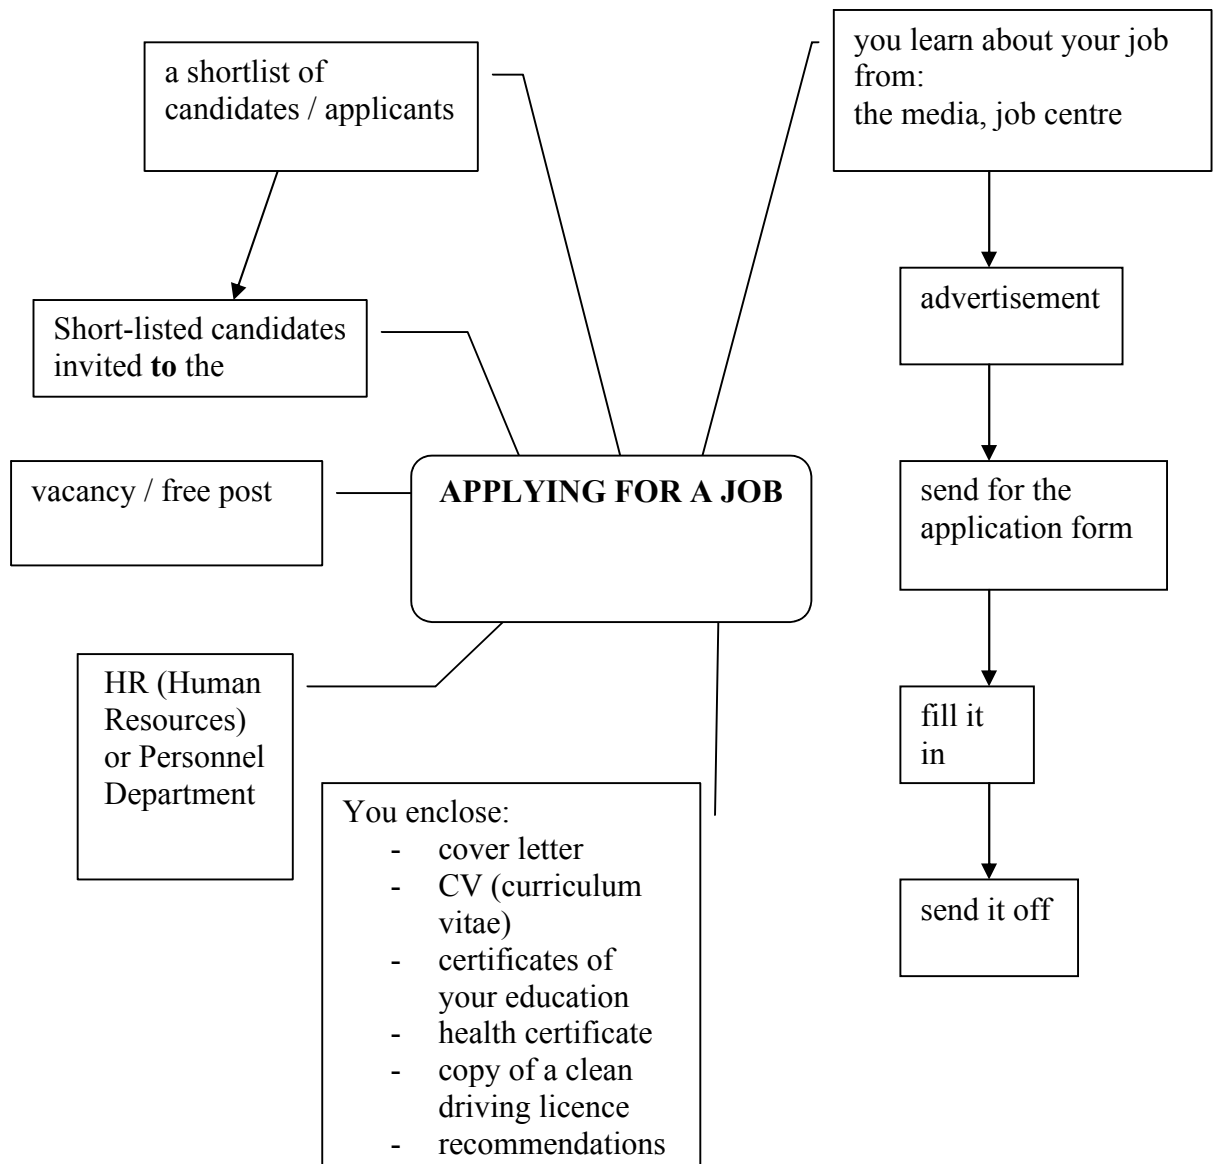 a shortlist of
candidates / applicants
you learn about your job
from:
the media, job centre
advertisement
Short-listed candidates
invited to the
vacancy / free post
APPLYING FOR A JOB
send for the
application form
HR (Human
Resources)
or Personnel
Department
fill it
in
You enclose:
- cover letter
- CV (curriculum
vitae)
- certificates of
your education
- health certificate
- copy of a clean
driving licence
- recommendations
send it off